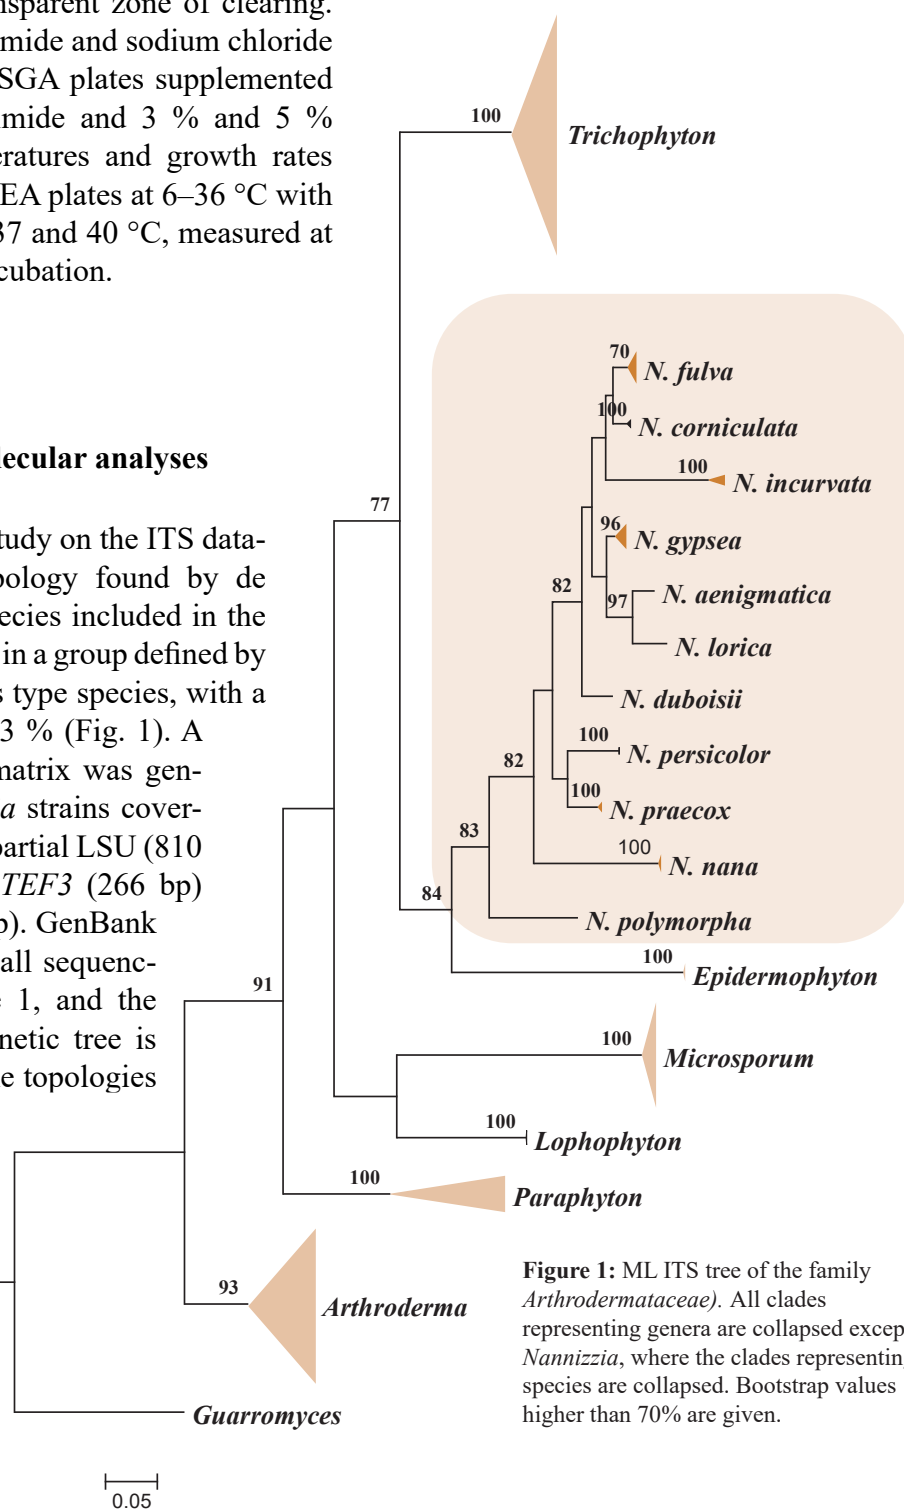 nsparent zone of clearing.
mide and sodium chloride
SGA plates supplemented
mide and 3 % and 5 %
eratures and growth rates
EA plates at 6–36 °C with
37 and 40 °C, measured at
cubation.
lecular analyses
tudy on the ITS data-
pology found by de
ecies included in the
in a group defined by
s type species, with a
3 % (Fig. 1). A
matrix was gen-
a strains cover-
partial LSU (810
TEF3 (266 bp)
p). GenBank
all sequenc-
e 1, and the
netic tree is
e topologies
100
Trichophyton
70
N. fulva
100
N. corniculata
100
N. incurvata
77
96
N. gypsea
82
97
N. aenigmatica
N. lorica
N. duboisii
100
N. persicolor
82
100
N. praecox
83
100
N. nana
84
N. polymorpha
100
Epidermophyton
91
100
Microsporum
100
Lophophyton
100
Paraphyton
93
Arthroderma
Guarromyces
0.05
Figure 1: ML ITS tree of the family
Arthrodermataceae). All clades
representing genera are collapsed excep
Nannizzia, where the clades representin
species are collapsed. Bootstrap values
higher than 70% are given.